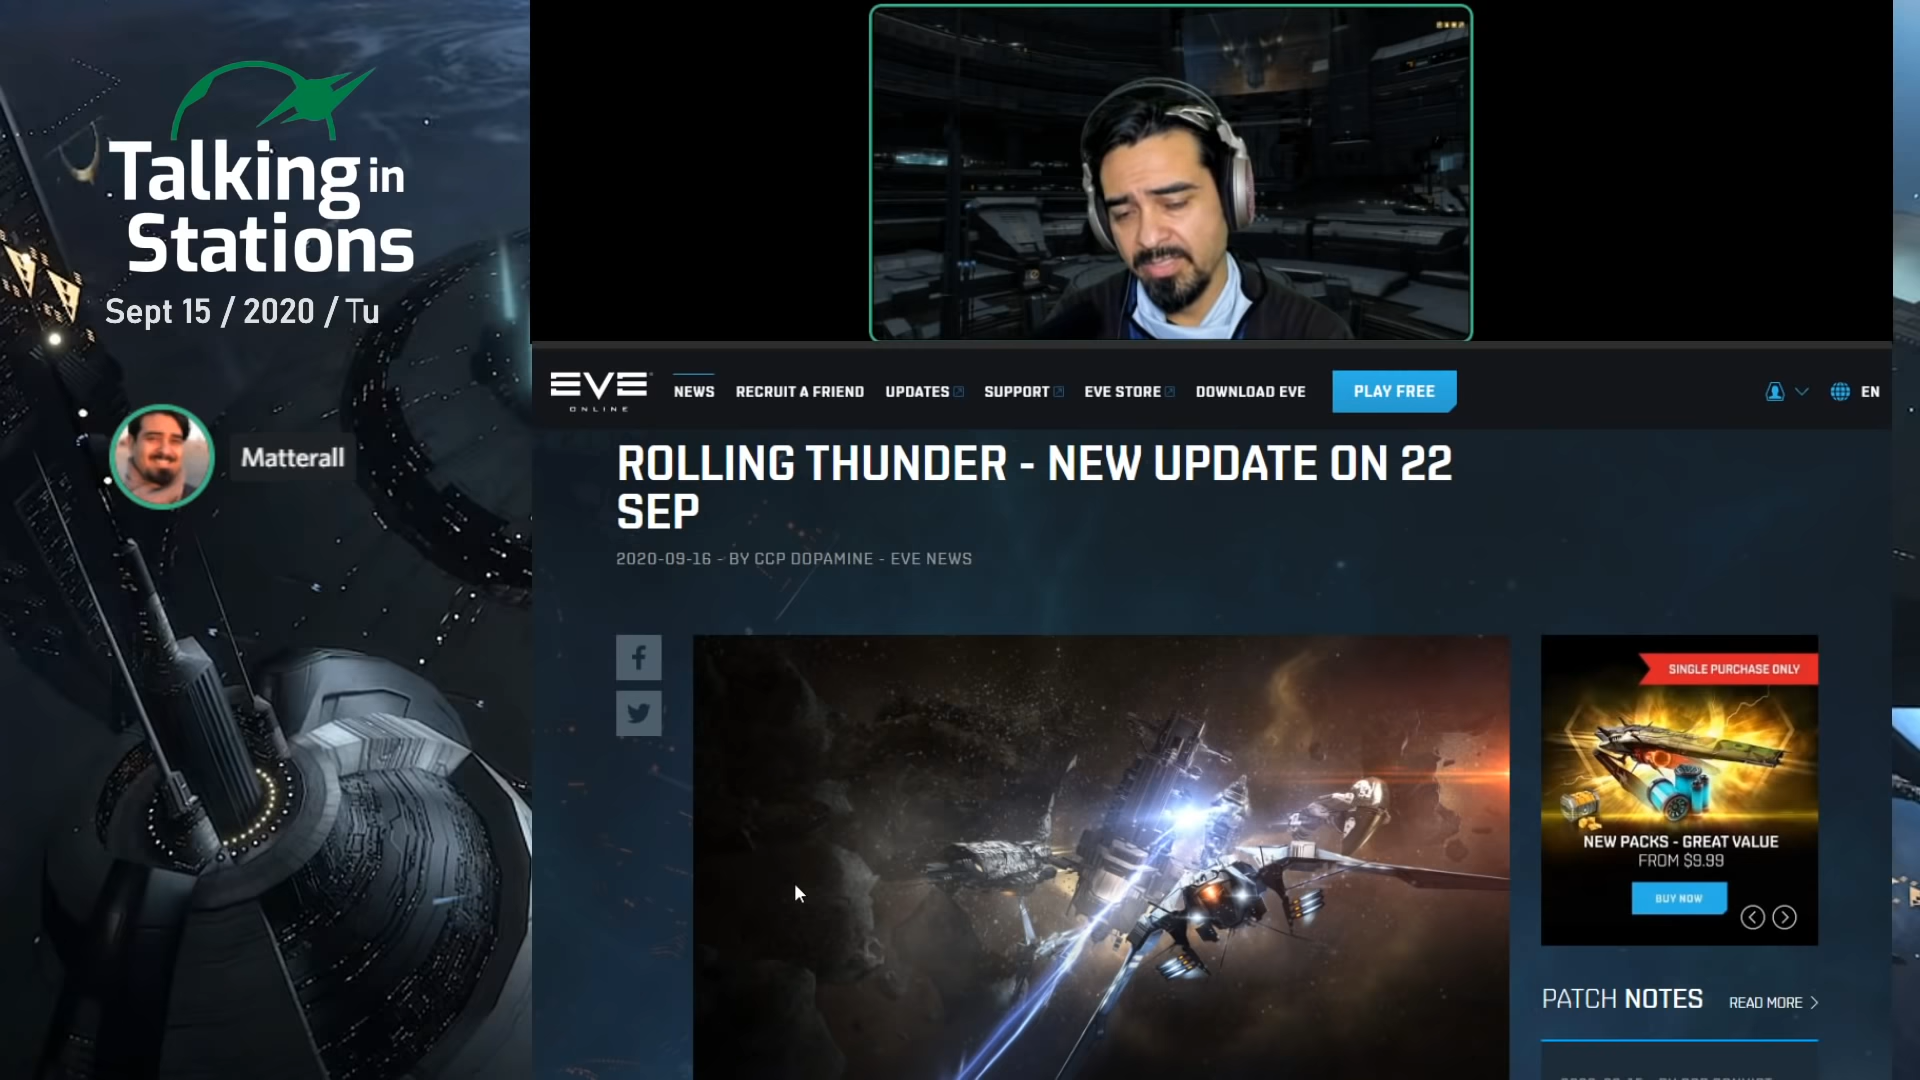 Talking in
Stations
Sept 15 / 2020 / Tu
Matterall
EVE
ONLINE
NEWS
RECRUIT A FRIEND
UPDATES
SUPPORT
EVE STORE
DOWNLOAD EVE
PLAY FREE
EN
ROLLING THUNDER - NEW UPDATE ON 22
SEP
2020-09-16 - BY CCP DOPAMINE - EVE NEWS
SINGLE PURCHASE ONLY
NEW PACKS - GREAT VALUE
FROM $9.99
BUY NOW
PATCH NOTES
READ MORE